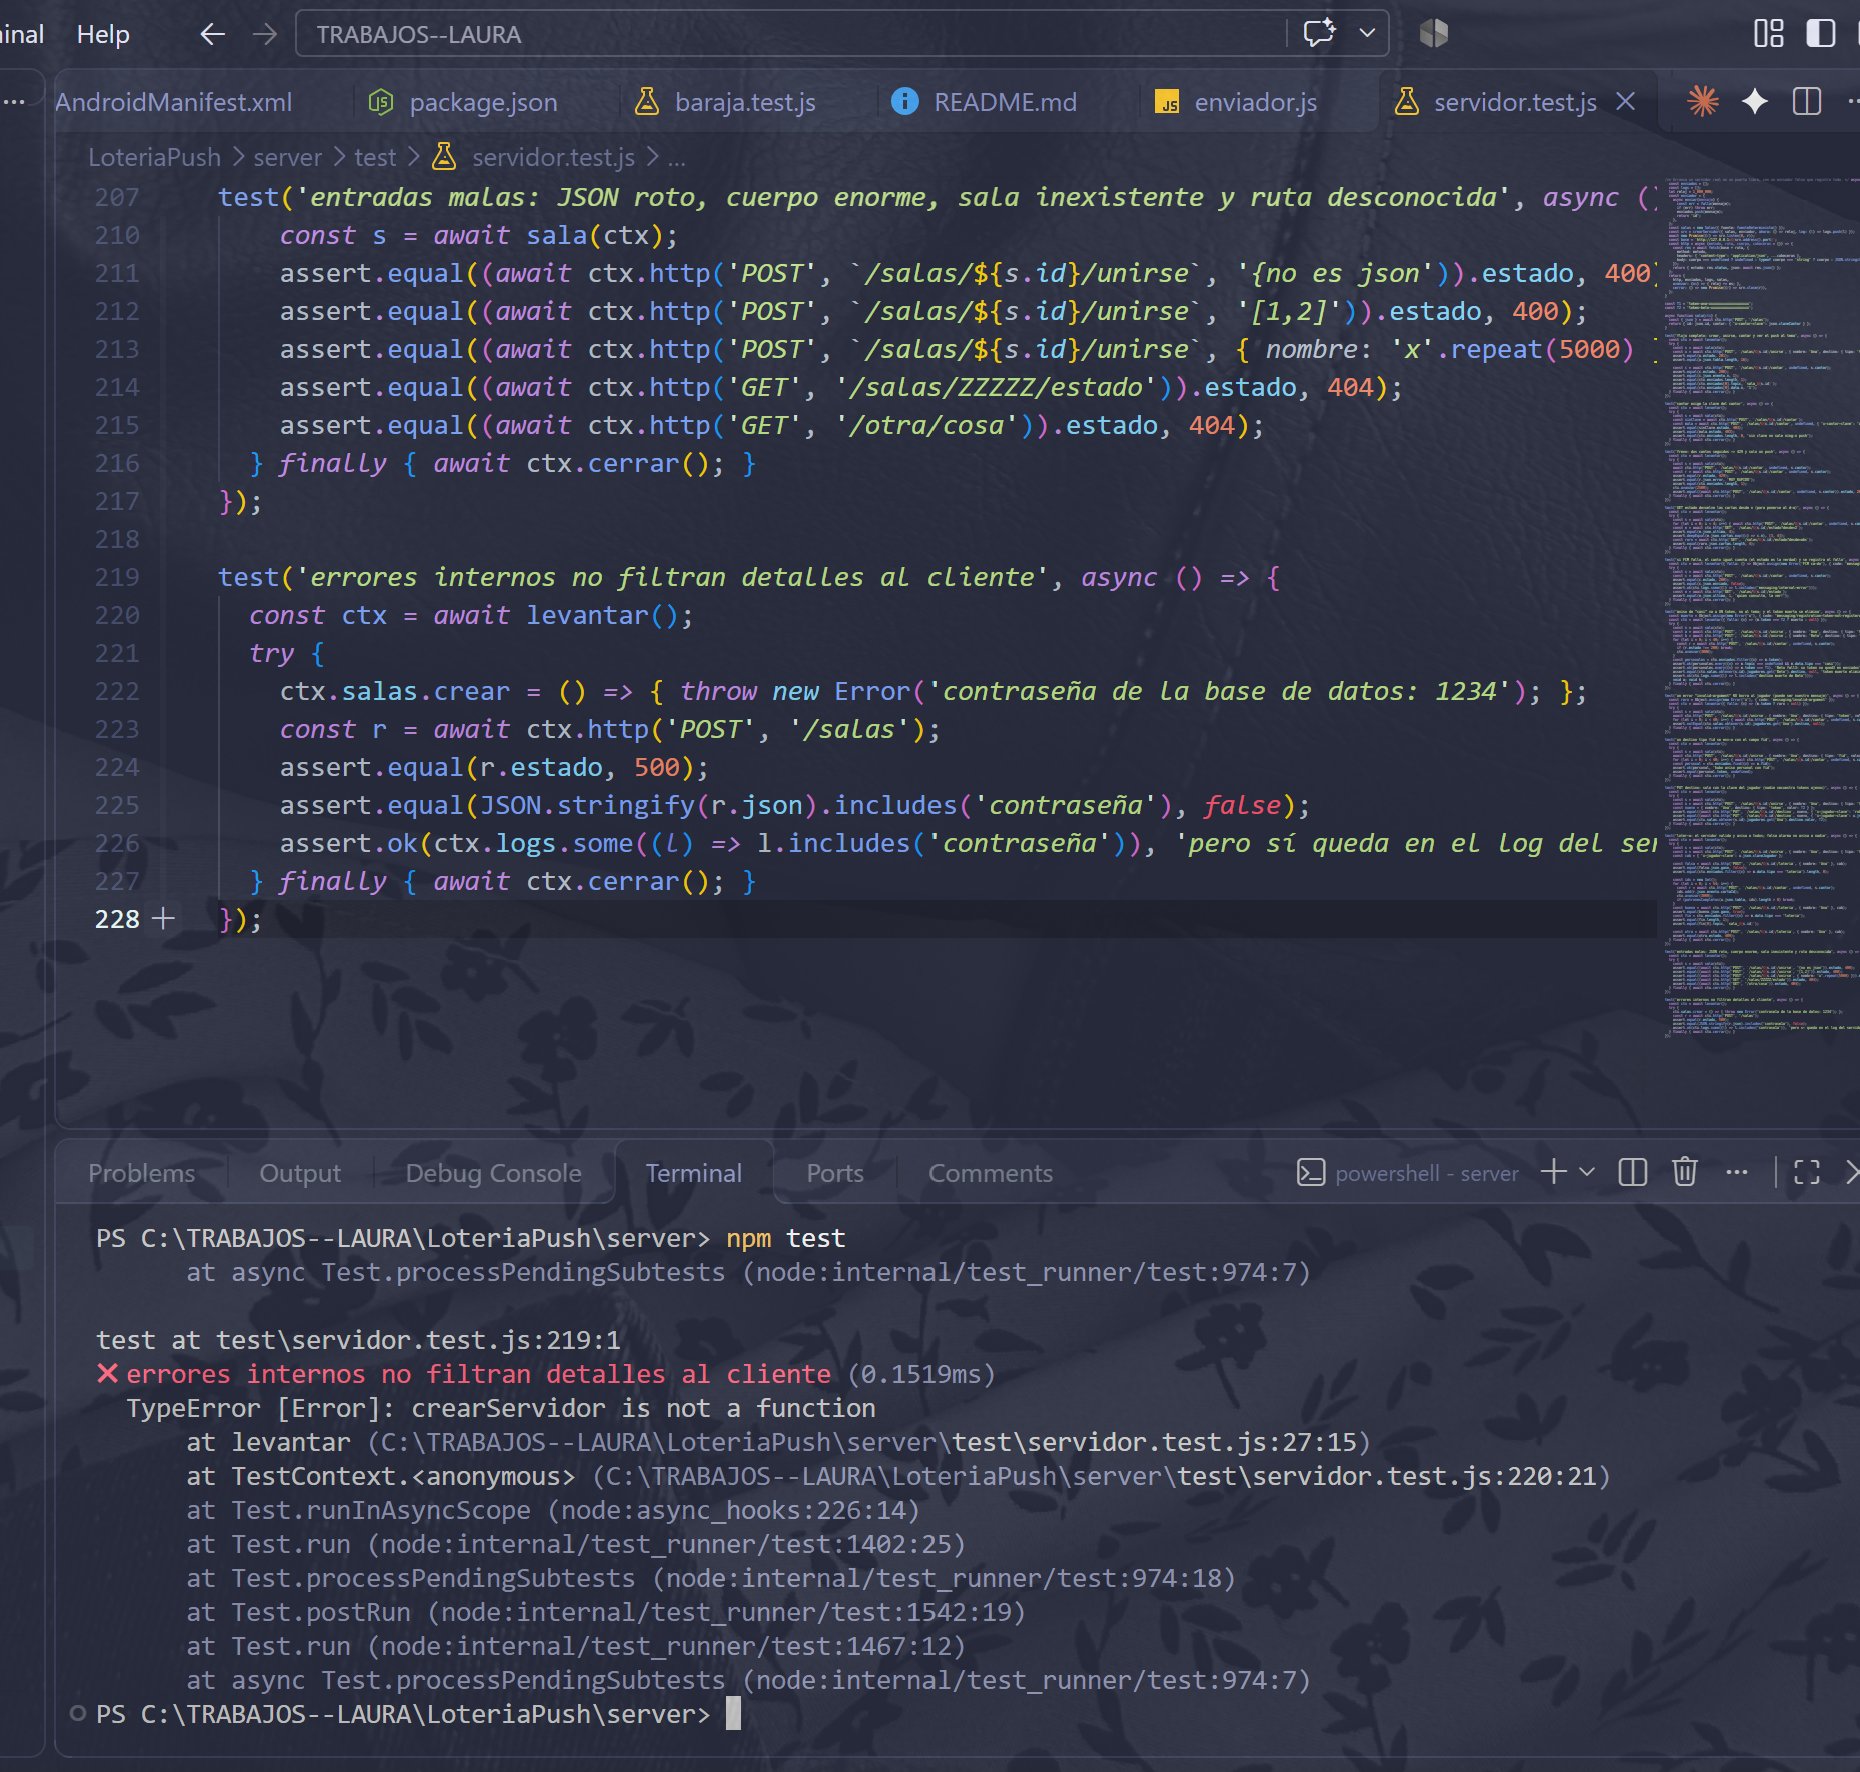 inal Help TRABAJOS--LAURA
AndroidManifest.xml package.json baraja.test.js README.md enviador.js servidor.test.js
LoteriaPush > server > test > servidor.test.js > ...
207 test('entradas malas: JSON roto, cuerpo enorme, sala inexistente y ruta desconocida', async ()
210 const s = await sala(ctx);
211 assert.equal((await ctx.http('POST', `/salas/${s.id}/unirse`, '{no es json')).estado, 400)
212 assert.equal((await ctx.http('POST', `/salas/${s.id}/unirse`, '[1,2]')).estado, 400);
213 assert.equal((await ctx.http('POST', `/salas/${s.id}/unirse`, { nombre: 'x'.repeat(5000) }
214 assert.equal((await ctx.http('GET', '/salas/ZZZZZ/estado')).estado, 404);
215 assert.equal((await ctx.http('GET', '/otra/cosa')).estado, 404);
216 } finally { await ctx.cerrar(); }
217 });
218
219 test('errores internos no filtran detalles al cliente', async () => {
220 const ctx = await levantar();
221 try {
222 ctx.salas.crear = () => { throw new Error('contraseña de la base de datos: 1234'); };
223 const r = await ctx.http('POST', '/salas');
224 assert.equal(r.estado, 500);
225 assert.equal(JSON.stringify(r.json).includes('contraseña'), false);
226 assert.ok(ctx.logs.some((l) => l.includes('contraseña')), 'pero sí queda en el log del ser
227 } finally { await ctx.cerrar(); }
228 });
Problems Output Debug Console Terminal Ports Comments powershell - server
PS C:\TRABAJOS--LAURA\LoteriaPush\server> npm test
at async Test.processPendingSubtests (node:internal/test_runner/test:974:7)
test at test\servidor.test.js:219:1
✕ errores internos no filtran detalles al cliente (0.1519ms)
TypeError [Error]: crearServidor is not a function
at levantar (C:\TRABAJOS--LAURA\LoteriaPush\server\test\servidor.test.js:27:15)
at TestContext.<anonymous> (C:\TRABAJOS--LAURA\LoteriaPush\server\test\servidor.test.js:220:21)
at Test.runInAsyncScope (node:async_hooks:226:14)
at Test.run (node:internal/test_runner/test:1402:25)
at Test.processPendingSubtests (node:internal/test_runner/test:974:18)
at Test.postRun (node:internal/test_runner/test:1542:19)
at Test.run (node:internal/test_runner/test:1467:12)
at async Test.processPendingSubtests (node:internal/test_runner/test:974:7)
PS C:\TRABAJOS--LAURA\LoteriaPush\server>